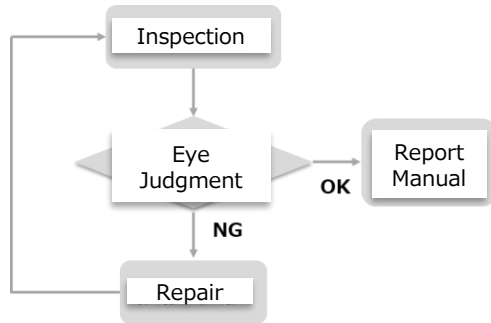 Inspection
Eye
Judgment
OK
Report
Manual
NG
Repair